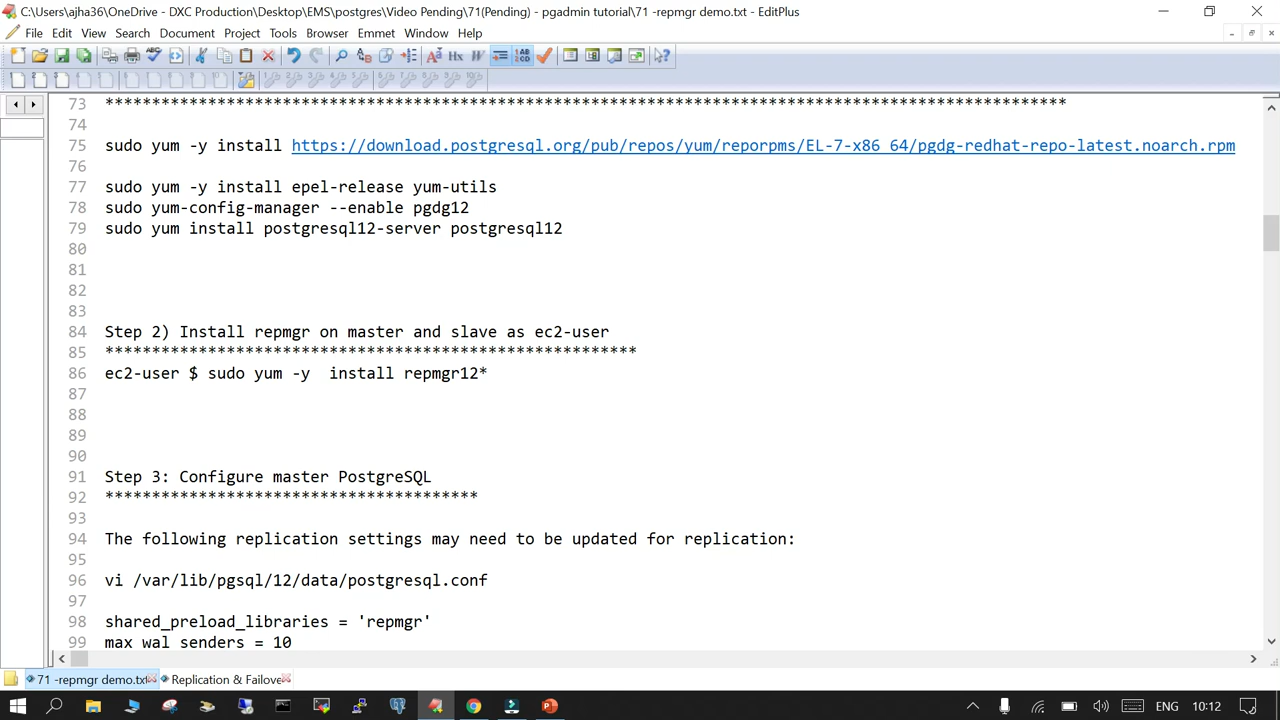 C:\Users\ajha36\OneDrive - DXC Production\Desktop\EMS\postgres\Video Pending\71(Pending) - pgadmin tutorial\71 -repmgr demo.txt - EditPlus
File Edit View Search Document Project Tools Browser Emmet Window Help
73 *******************************************************************************************************
74
75 sudo yum -y install https://download.postgresql.org/pub/repos/yum/reporpms/EL-7-x86_64/pgdg-redhat-repo-latest.noarch.rpm
76
77 sudo yum -y install epel-release yum-utils
78 sudo yum-config-manager --enable pgdg12
79 sudo yum install postgresql12-server postgresql12
80
81
82
83
84 Step 2) Install repmgr on master and slave as ec2-user
85 *********************************************************
86 ec2-user $ sudo yum -y  install repmgr12*
87
88
89
90
91 Step 3: Configure master PostgreSQL
92 ****************************************
93
94 The following replication settings may need to be updated for replication:
95
96 vi /var/lib/pgsql/12/data/postgresql.conf
97
98 shared_preload_libraries = 'repmgr'
99 max_wal_senders = 10
71 -repmgr demo.txt Replication & Failove
ENG 10:12